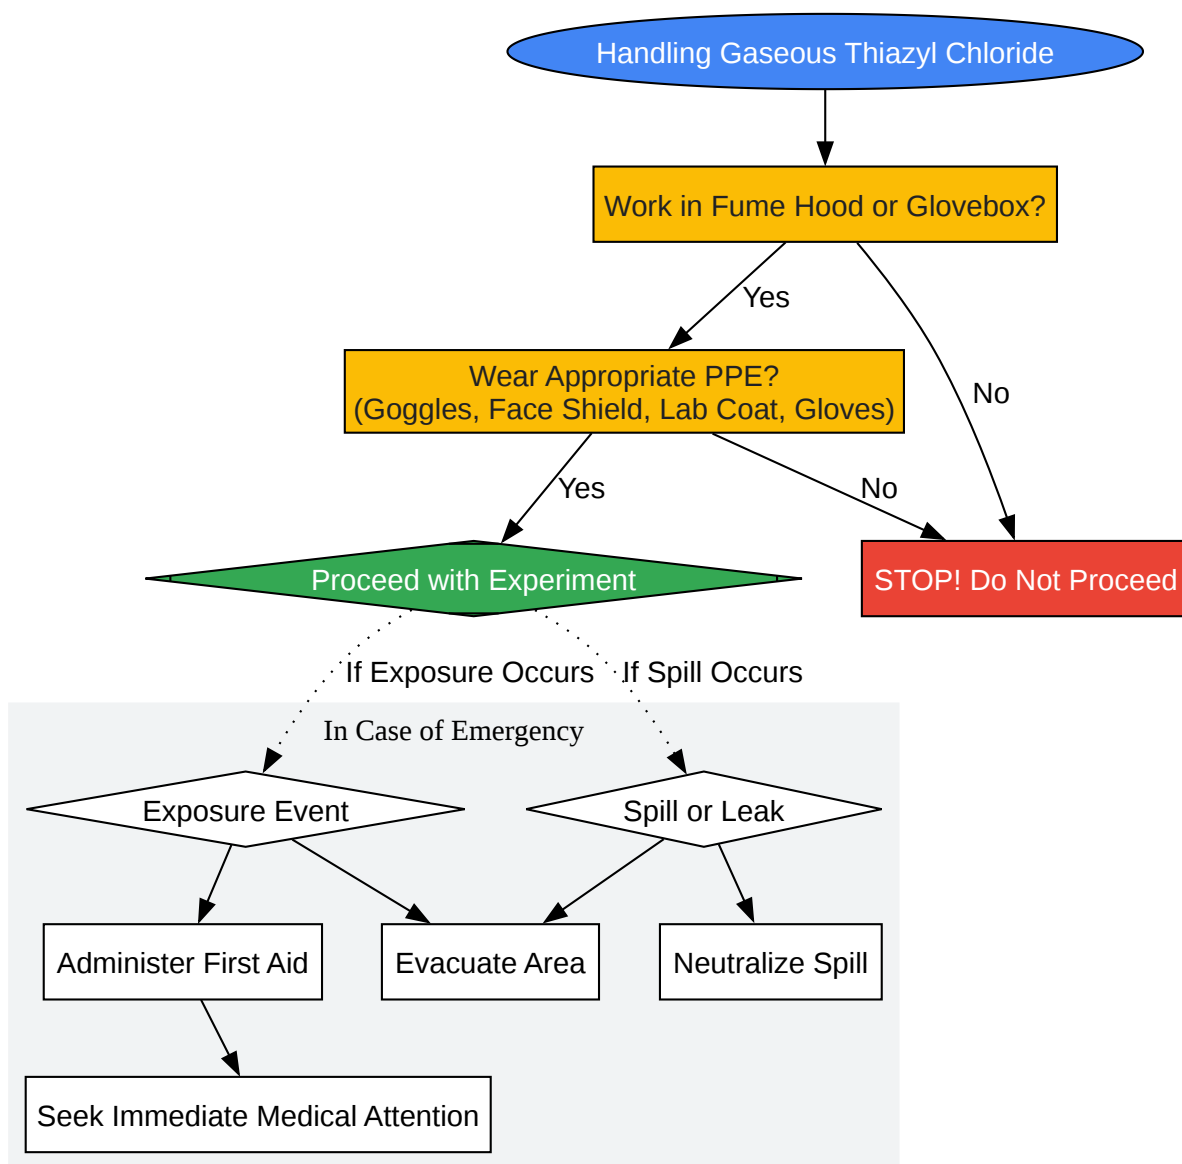 Handling Gaseous Thiazyl Chloride
Work in Fume Hood or Glovebox?
Yes
No
Wear Appropriate PPE?
(Goggles, Face Shield, Lab Coat, Gloves)
Yes
No
Proceed with Experiment
STOP! Do Not Proceed
If Exposure Occurs
If Spill Occurs
In Case of Emergency
Exposure Event
Spill or Leak
Administer First Aid
Evacuate Area
Neutralize Spill
Seek Immediate Medical Attention